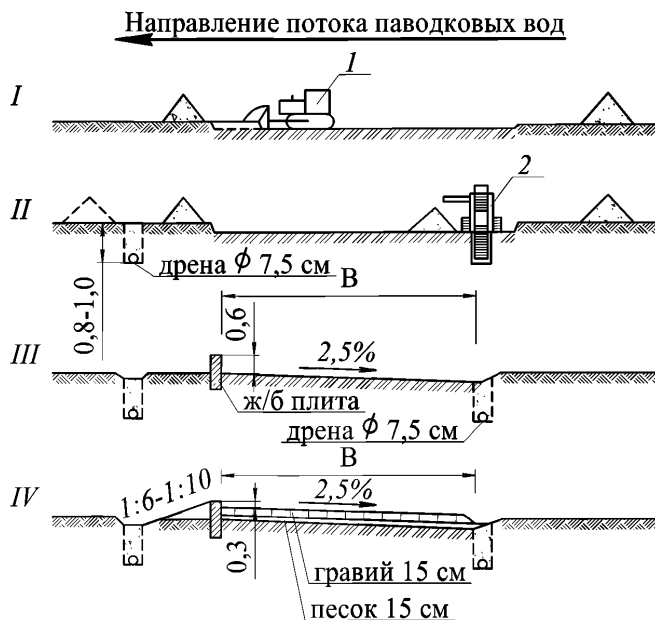 Направление потока паводковых вод
I
1
II
2
дрена ϕ 7,5 см
В
0,8-1,0
0,6
III
2,5%
ж/б плита
дрена ϕ 7,5 см
В
IV
1:6-1:10
2,5%
0,3
гравий 15 см
песок 15 см